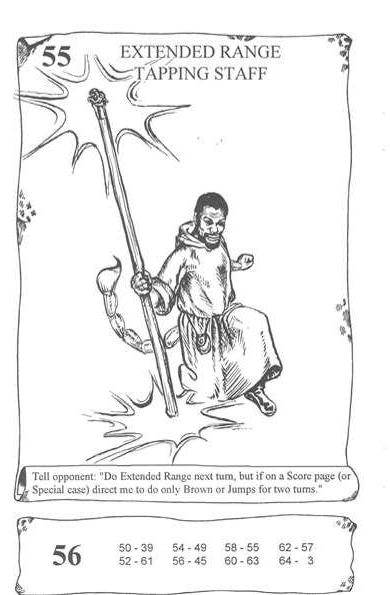 55
EXTENDED RANGE
TAPPING STAFF
Tell opponent: "Do Extended Range next turn, but if on a Score page (or
Special case) direct me to do only Brown or Jumps for two turns."
56
50 - 39 54 - 49 58 - 55 62 - 57
52 - 61 56 - 45 60 - 63 64 - 3